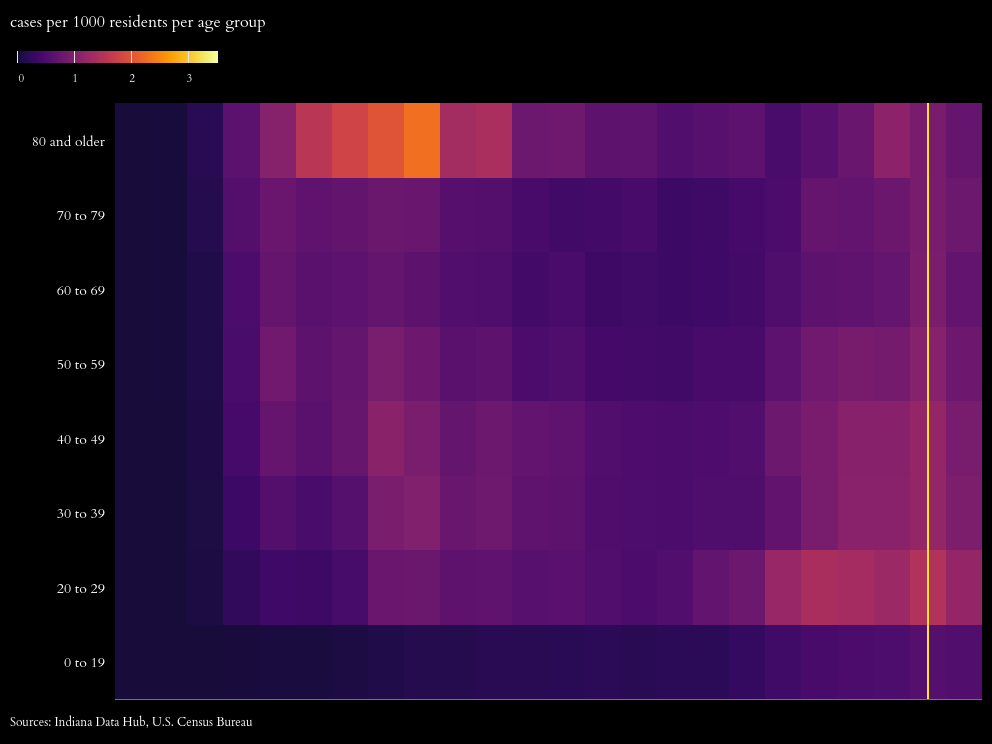 cases per 1000 residents per age group
0 1 2 3
80 and older
70 to 79
60 to 69
50 to 59
40 to 49
30 to 39
20 to 29
0 to 19
Sources: Indiana Data Hub, U.S. Census Bureau